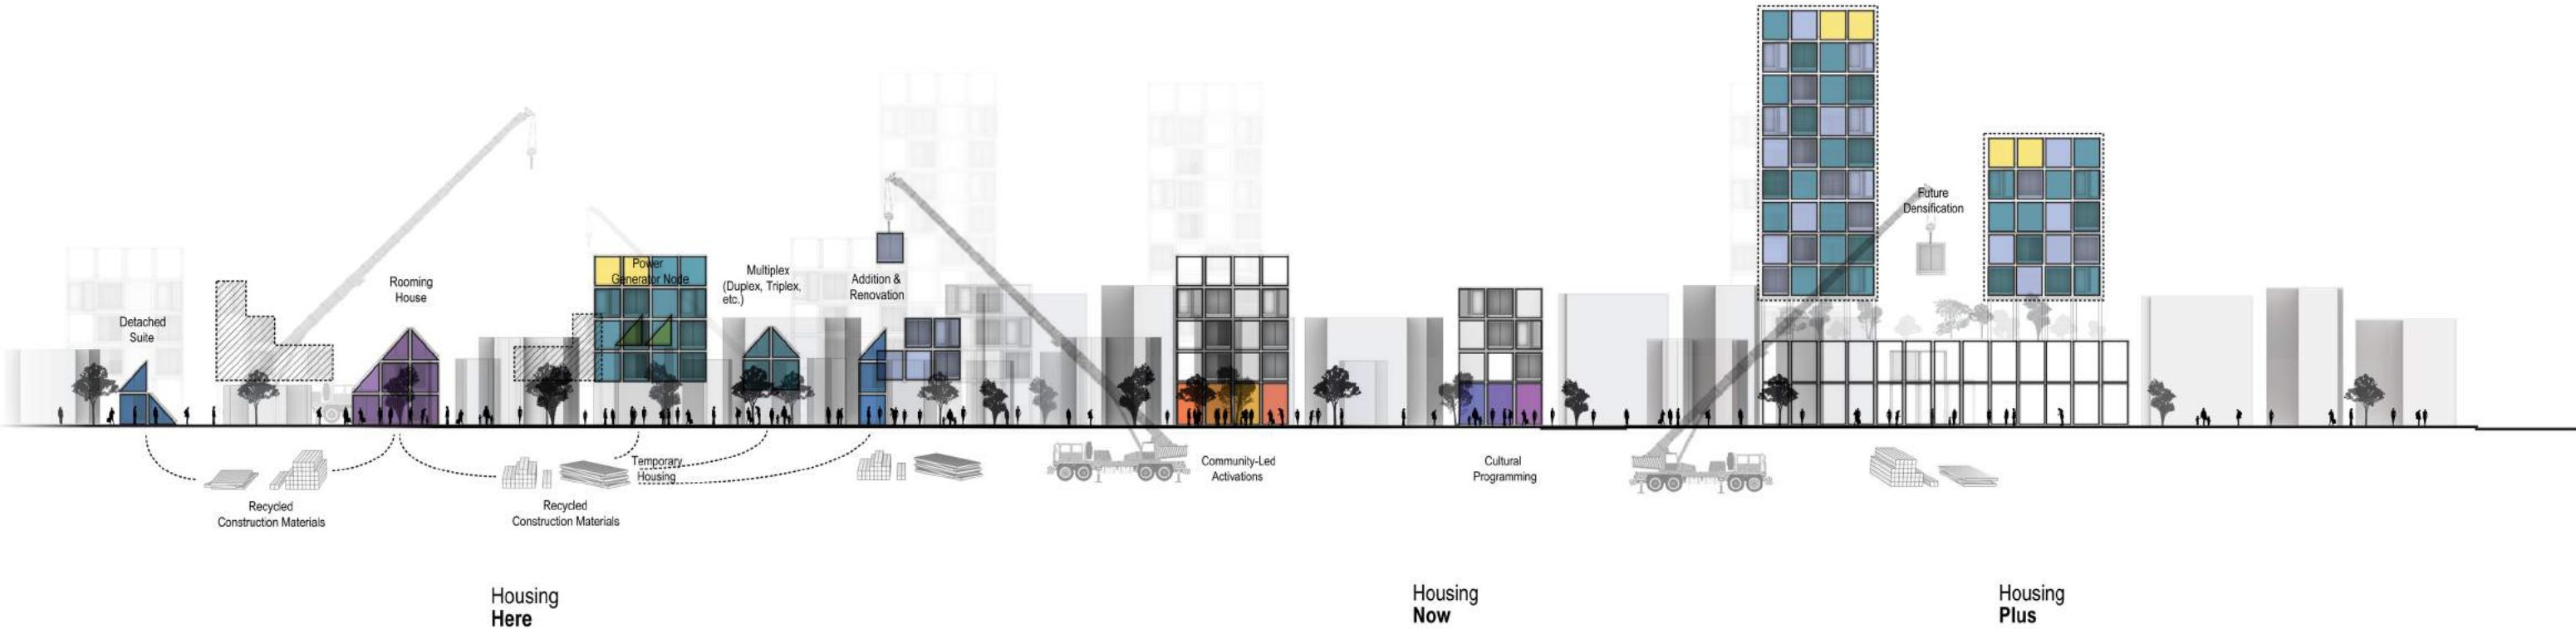 Detached
Suite
Rooming
House
Power
Generator Node
Multiplex
(Duplex, Triplex,
etc.)
Addition &
Renovation
Future
Densification
Recycled
Construction Materials
Recycled
Construction Materials
Temporary
Housing
Community-Led
Activations
Cultural
Programming
Housing
Here
Housing
Now
Housing
Plus